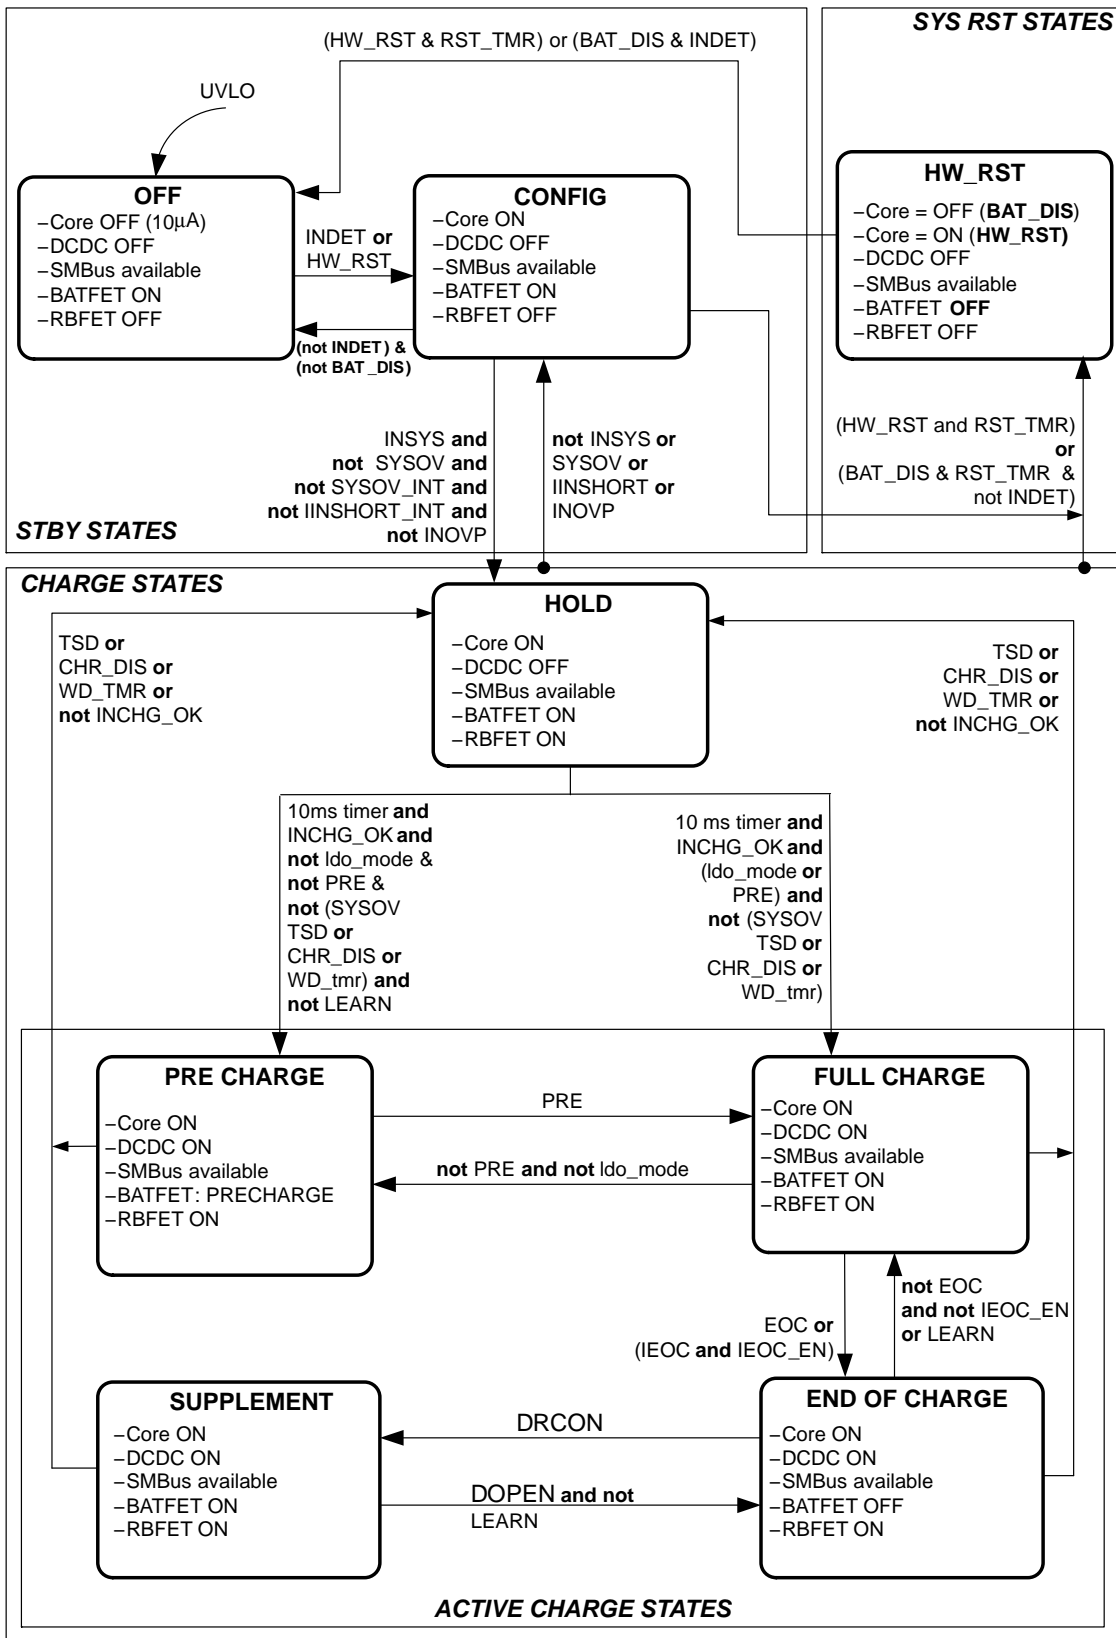 SYS RST STATES
(HW_RST & RST_TMR) or (BAT_DIS & INDET)
UVLO
OFF
–Core OFF (10µA)
–DCDC OFF
–SMBus available
–BATFET ON
–RBFET OFF
INDET or
HW_RST
(not INDET) &
(not BAT_DIS)
CONFIG
–Core ON
–DCDC OFF
–SMBus available
–BATFET ON
–RBFET OFF
HW_RST
–Core = OFF (BAT_DIS)
–Core = ON (HW_RST)
–DCDC OFF
–SMBus available
–BATFET OFF
–RBFET OFF
INSYS and
not SYSOV and
not SYSOV_INT and
not IINSHORT_INT and
not INOVP
not INSYS or
SYSOV or
IINSHORT or
INOVP
(HW_RST and RST_TMR)
or
(BAT_DIS & RST_TMR &
not INDET)
STBY STATES
CHARGE STATES
TSD or
CHR_DIS or
WD_TMR or
not INCHG_OK
HOLD
–Core ON
–DCDC OFF
–SMBus available
–BATFET ON
–RBFET ON
TSD or
CHR_DIS or
WD_TMR or
not INCHG_OK
10ms timer and
INCHG_OK and
not ldo_mode &
not PRE &
not (SYSOV
TSD or
CHR_DIS or
WD_tmr) and
not LEARN
10 ms timer and
INCHG_OK and
(ldo_mode or
PRE) and
not (SYSOV
TSD or
CHR_DIS or
WD_tmr)
PRE CHARGE
–Core ON
–DCDC ON
–SMBus available
–BATFET: PRECHARGE
–RBFET ON
PRE
not PRE and not ldo_mode
FULL CHARGE
–Core ON
–DCDC ON
–SMBus available
–BATFET ON
–RBFET ON
EOC or
(IEOC and IEOC_EN)
not EOC
and not IEOC_EN
or LEARN
SUPPLEMENT
–Core ON
–DCDC ON
–SMBus available
–BATFET ON
–RBFET ON
DRCON
DOPEN and not
LEARN
END OF CHARGE
–Core ON
–DCDC ON
–SMBus available
–BATFET OFF
–RBFET ON
ACTIVE CHARGE STATES